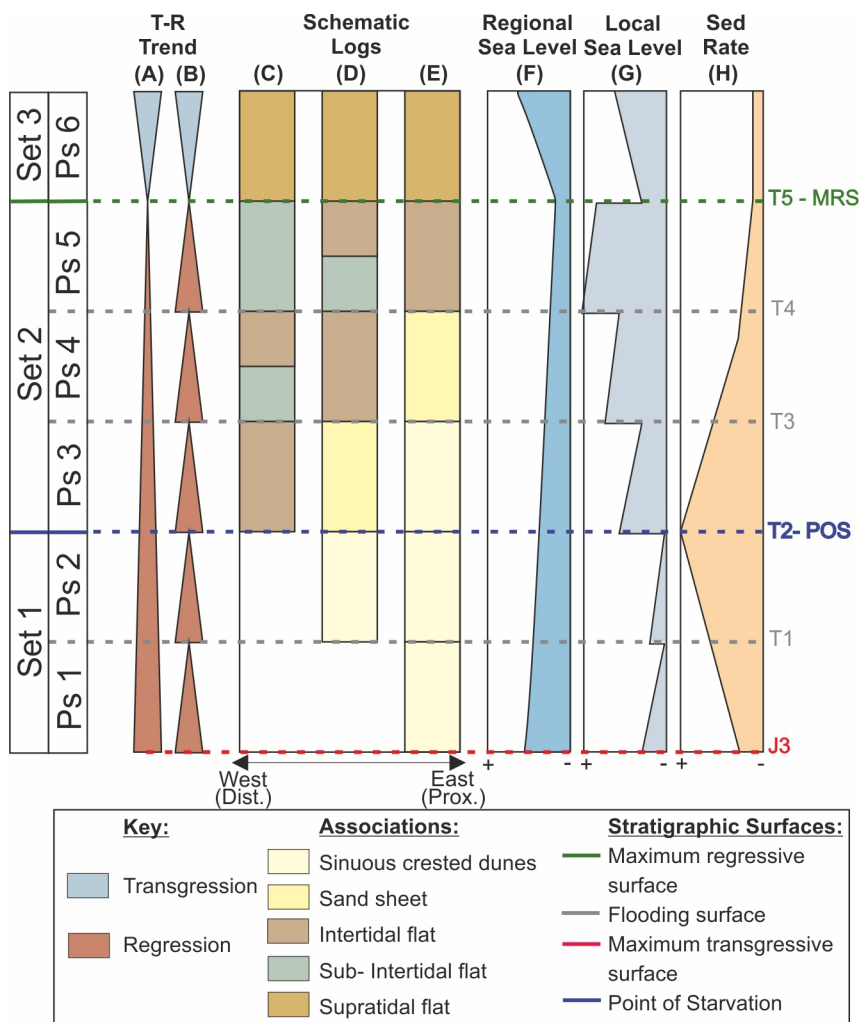 T-R
Trend
(A) (B)
Schematic
Logs
(C) (D) (E)
Regional
Sea Level
(F)
Local
Sea Level
(G)
Sed
Rate
(H)
Set 3
Ps 6
T5 - MRS
Set 2
Ps 5
T4
Ps 4
T3
Ps 3
T2- POS
Set 1
Ps 2
T1
Ps 1
J3
West
(Dist.)
East
(Prox.)
+ -
+ -
+ -
Key:
Transgression
Regression
Associations:
Sinuous crested dunes
Sand sheet
Intertidal flat
Sub- Intertidal flat
Supratidal flat
Stratigraphic Surfaces:
Maximum regressive
surface
Flooding surface
Maximum transgressive
surface
Point of Starvation